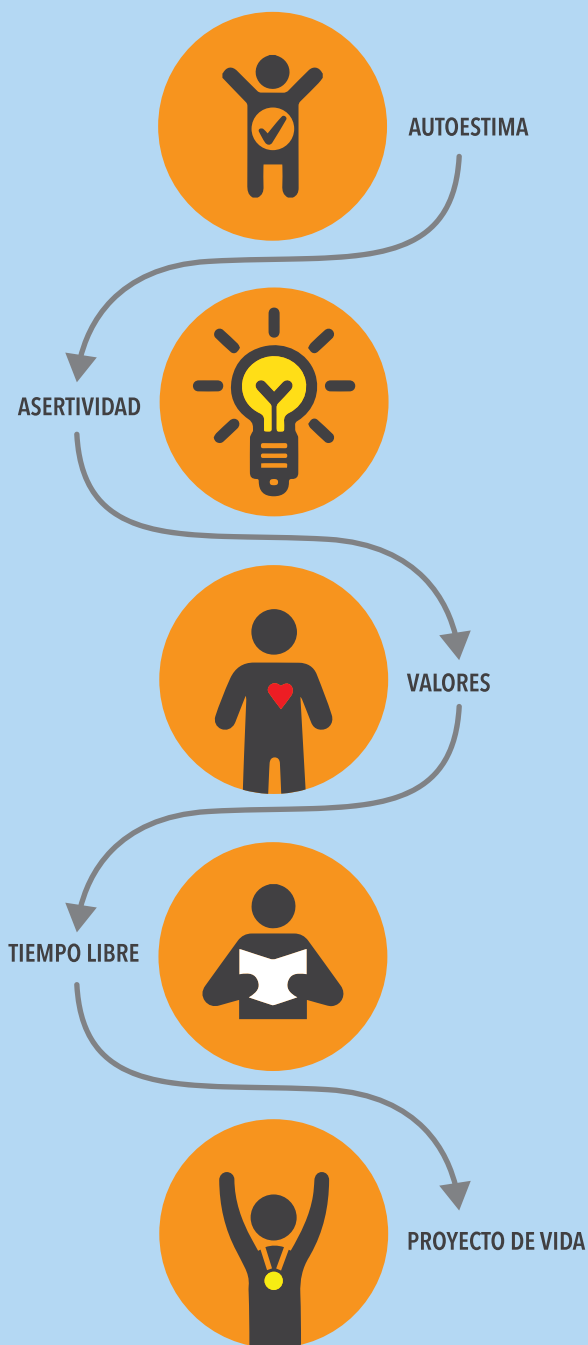 AUTOESTIMA
ASERTIVIDAD
VALORES
TIEMPO LIBRE
PROYECTO DE VIDA